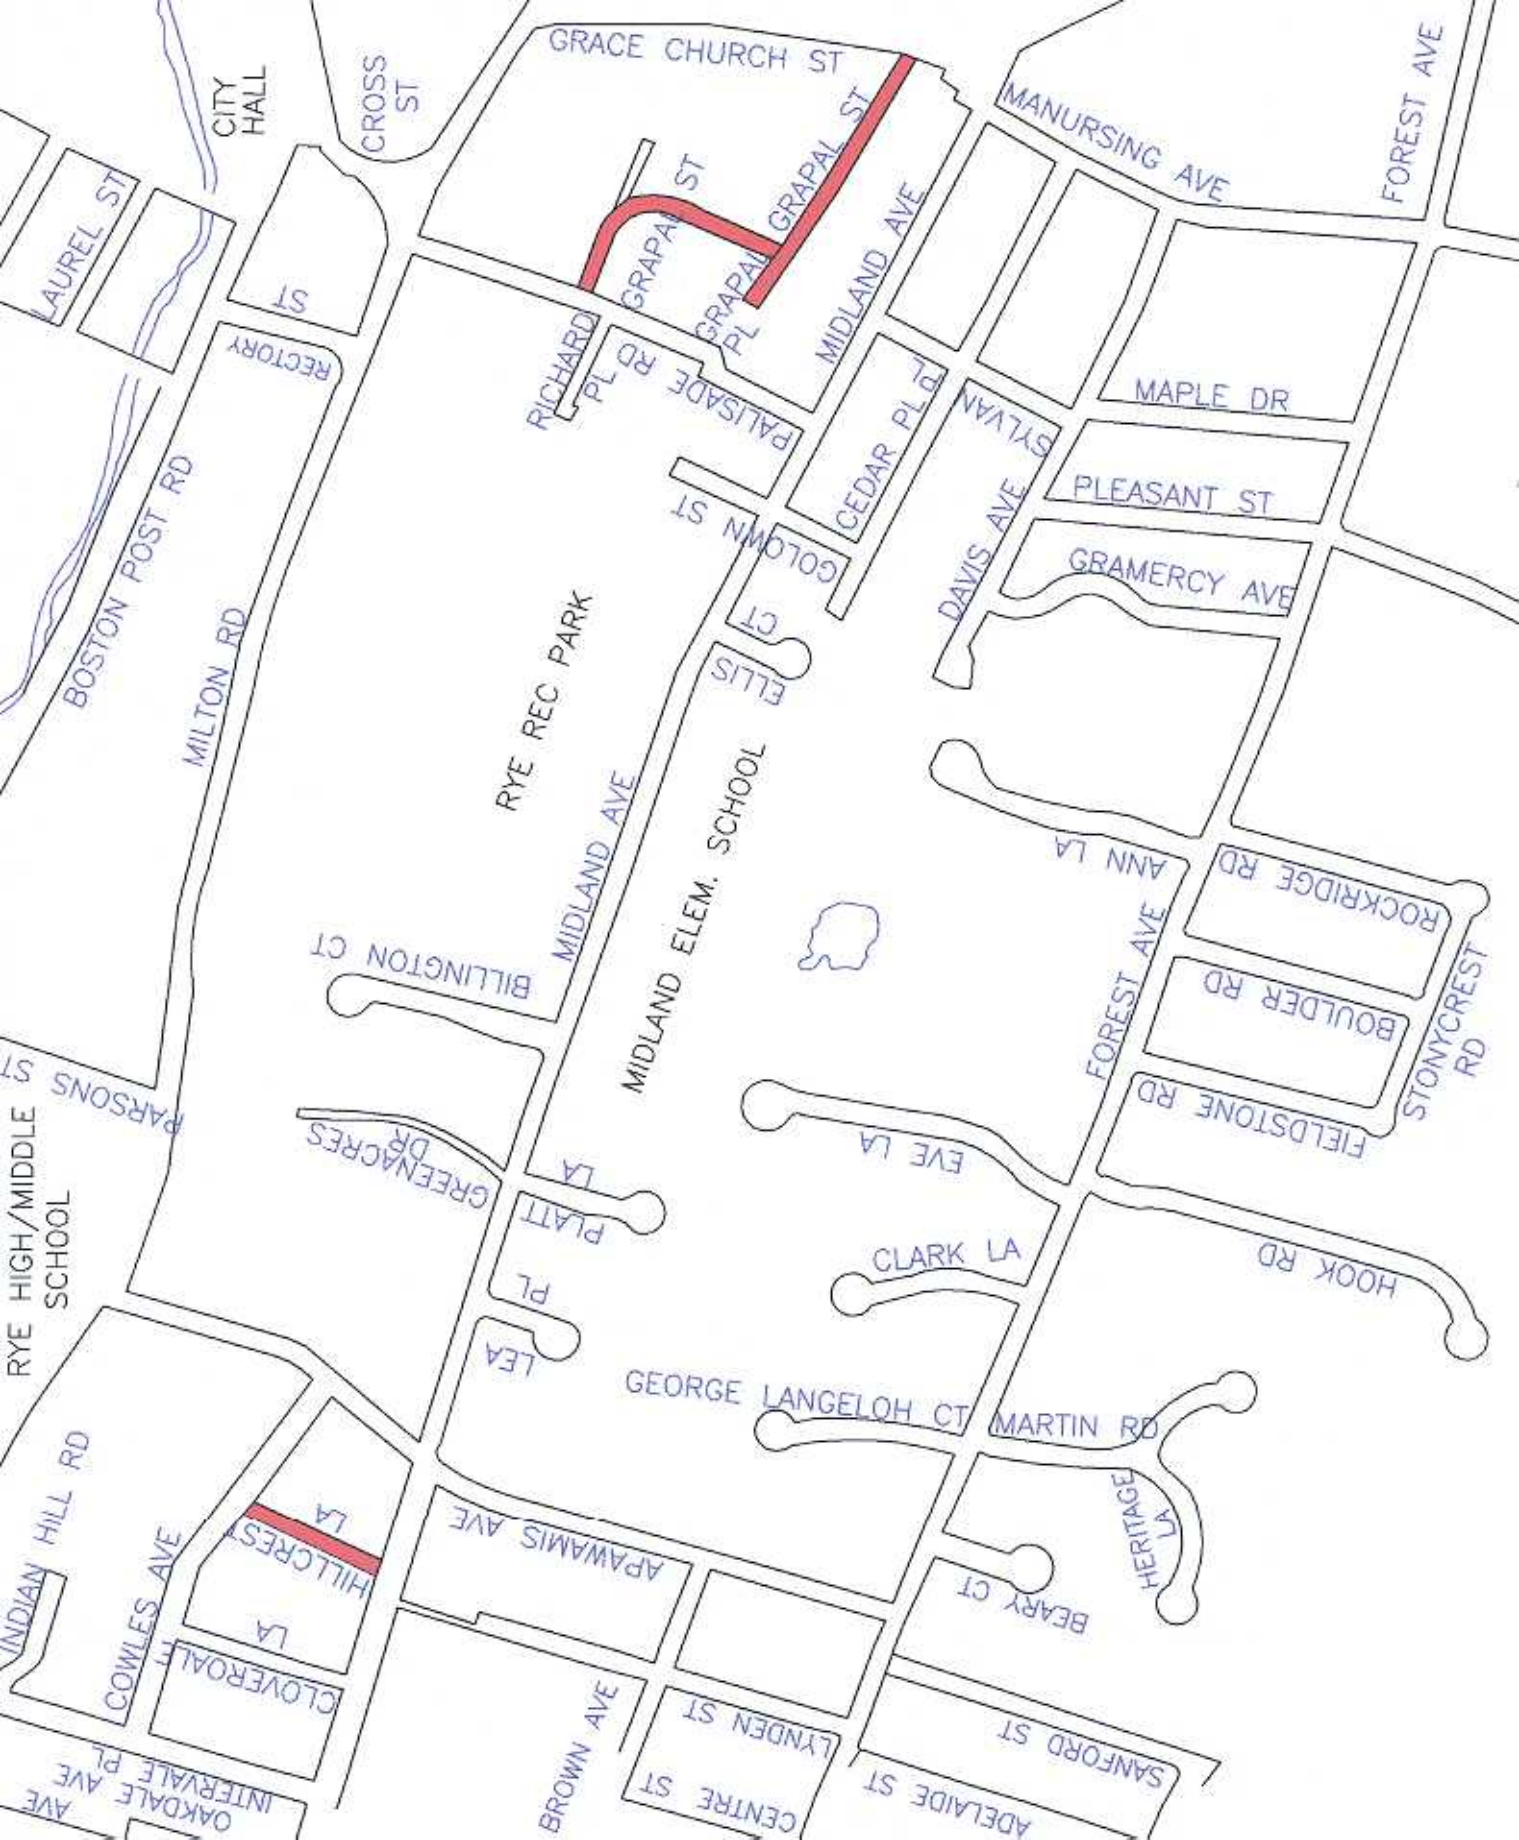 GRACE CHURCH ST
CITY
HALL
CROSS
ST
GRAPAL ST
MANURSING AVE
FOREST AVE
LAUREL ST
GRAPAL ST
GRAPAL
PL
MIDLAND AVE
RECTORY
ST
RICHARD
PL
PALISADE RD
CEDAR PL
SYLVAN
PL
MAPLE DR
PLEASANT ST
GRAMERCY AVE
DAVIS AVE
GOLOWN ST
BOSTON POST RD
MILTON RD
RYE REC PARK
ELLIS
CT
MIDLAND AVE
MIDLAND ELEM. SCHOOL
ANN LA
ROCKRIDGE RD
BOULDER RD
STONYCREST
RD
FIELDSTONE RD
FOREST AVE
BILLINGTON CT
PARSONS ST
RYE HIGH/MIDDLE
SCHOOL
GREENACRES
DR
PLATT
LA
EVE LA
CLARK LA
HOOK RD
LEA
PL
GEORGE LANGELOH CT
MARTIN RD
HERITAGE
LA
INDIAN HILL RD
COWLES AVE
HILLCREST
LA
APAWAMIS AVE
BEARY CT
CLOVERDALE
LA
BROWN AVE
LYNDEN ST
CENTRE ST
SANFORD ST
ADELAIDE ST
INTERVALE PL
OAKDALE AVE
AVE